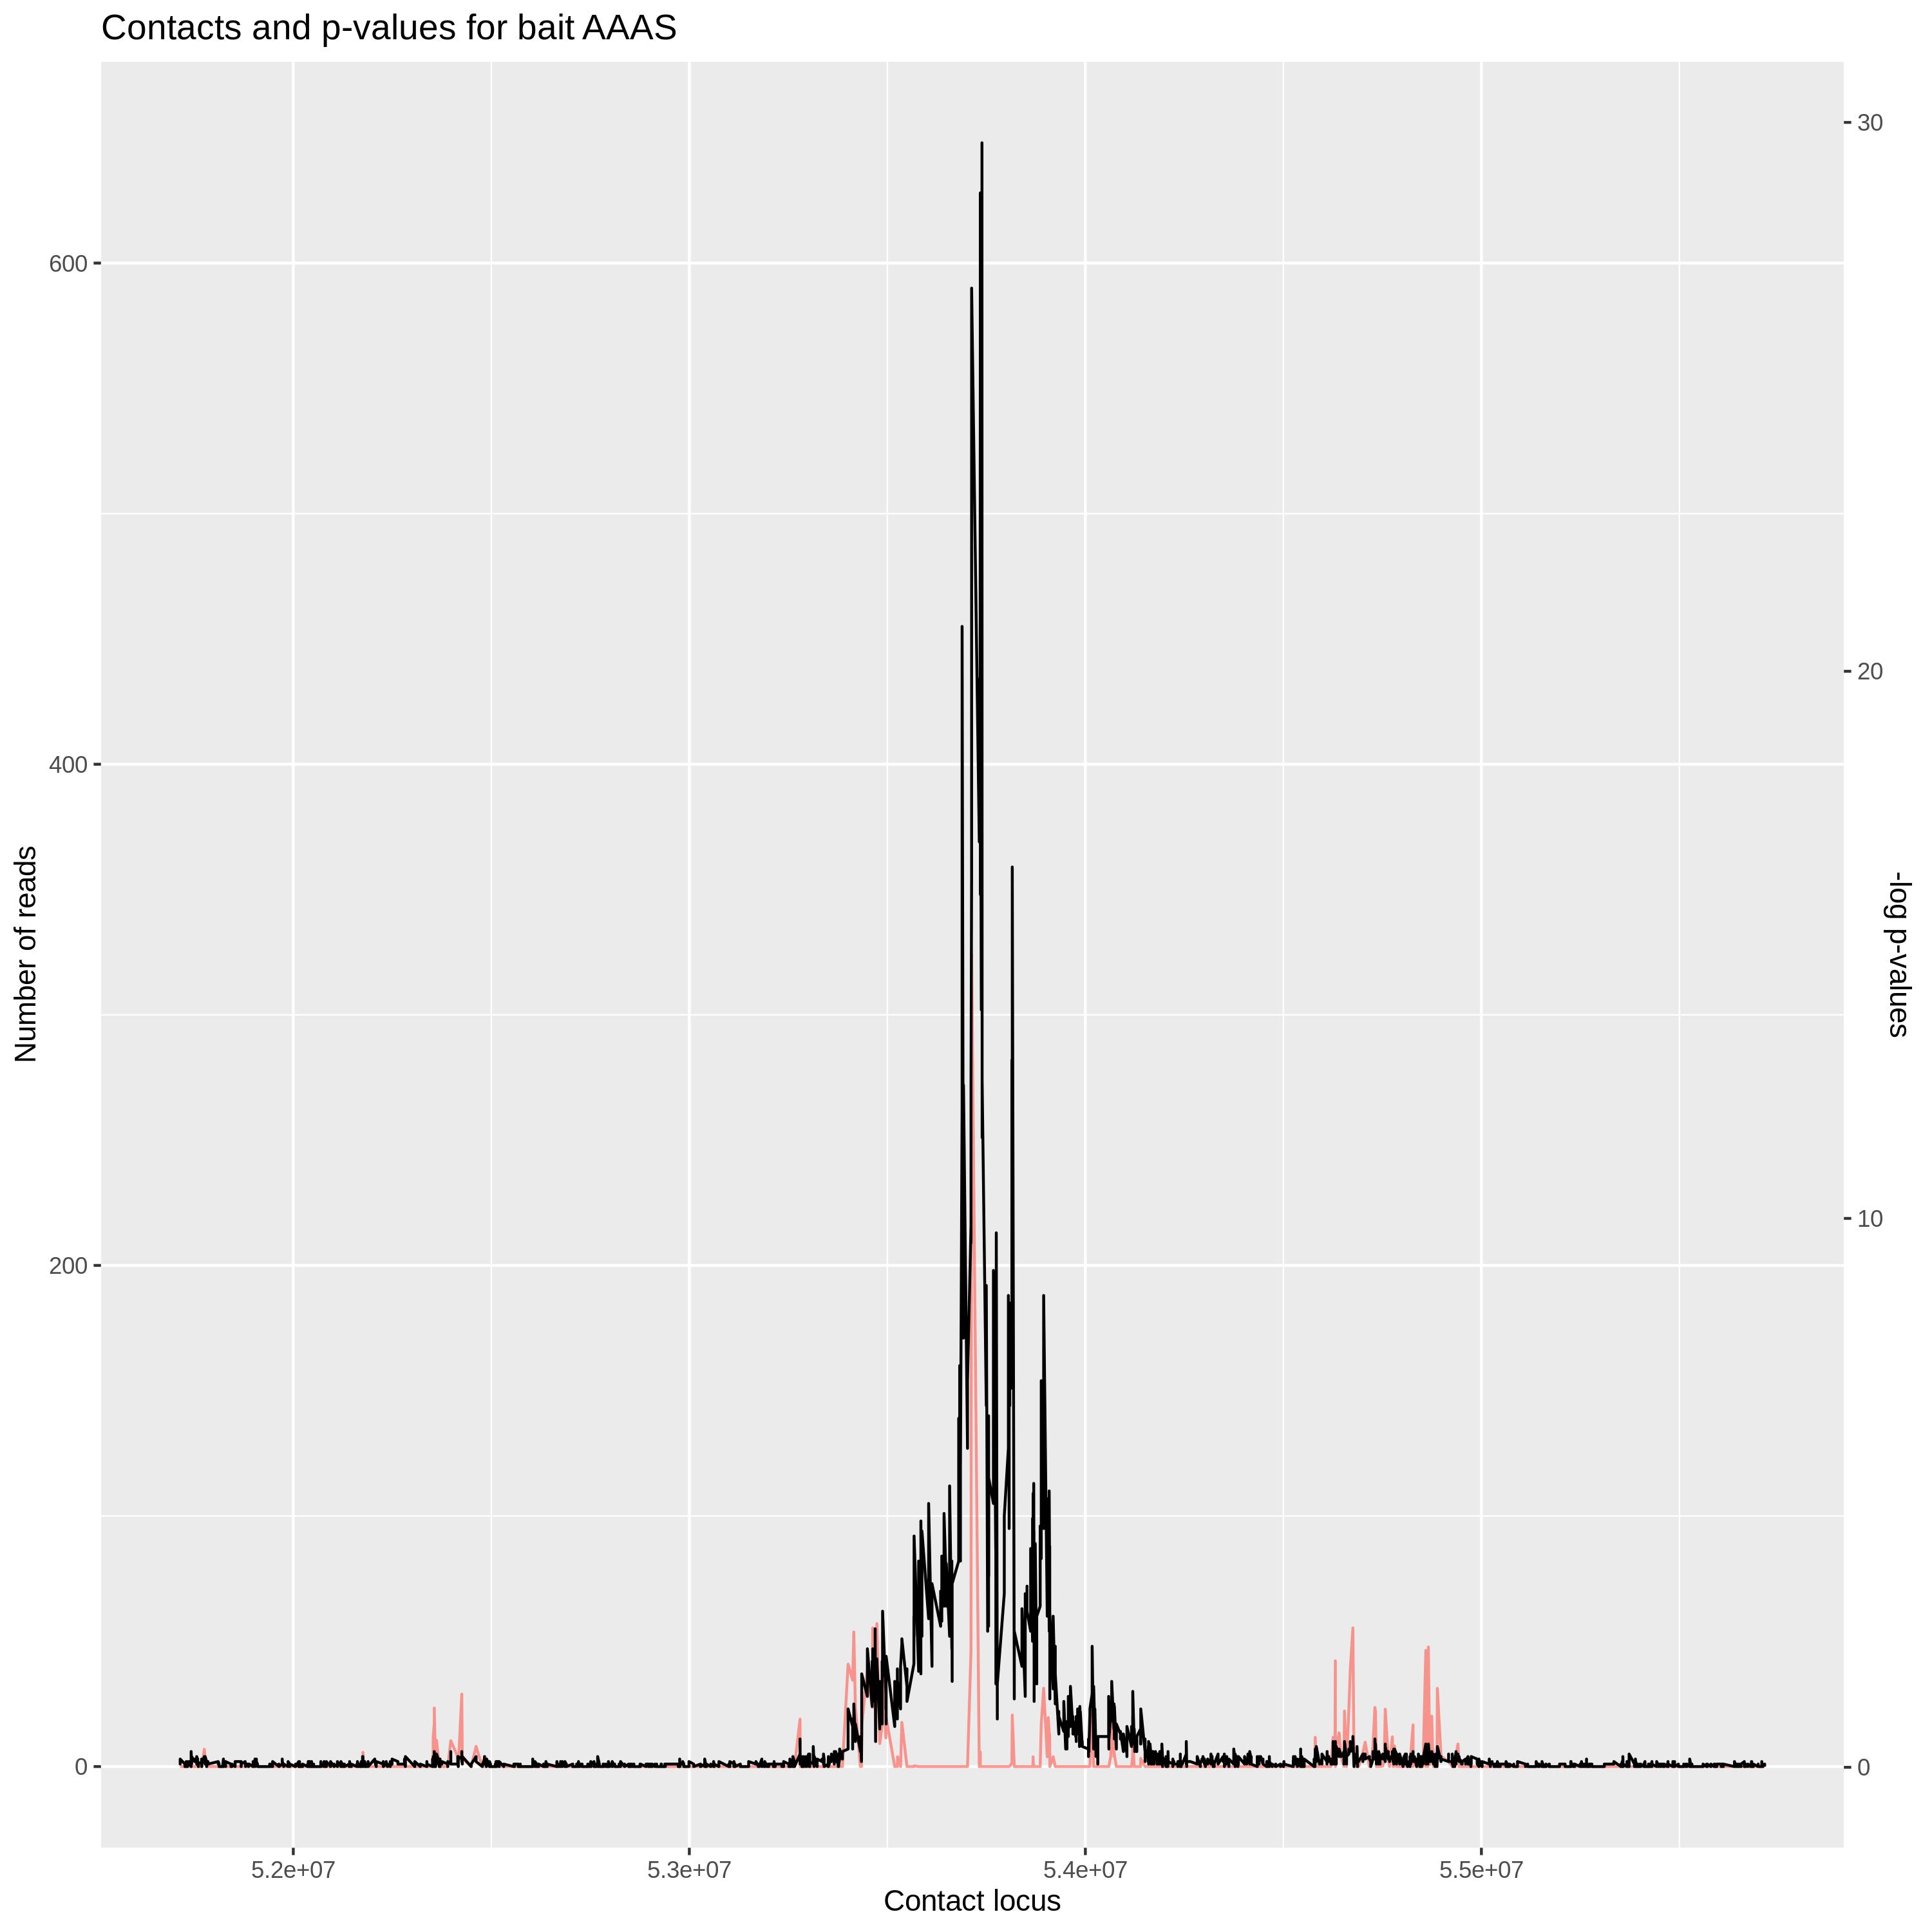 Contacts and p-values for bait AAAS
600
400
200
0
30
20
10
0
Number of reads
-log p-values
5.2e+07 5.3e+07 5.4e+07 5.5e+07
Contact locus